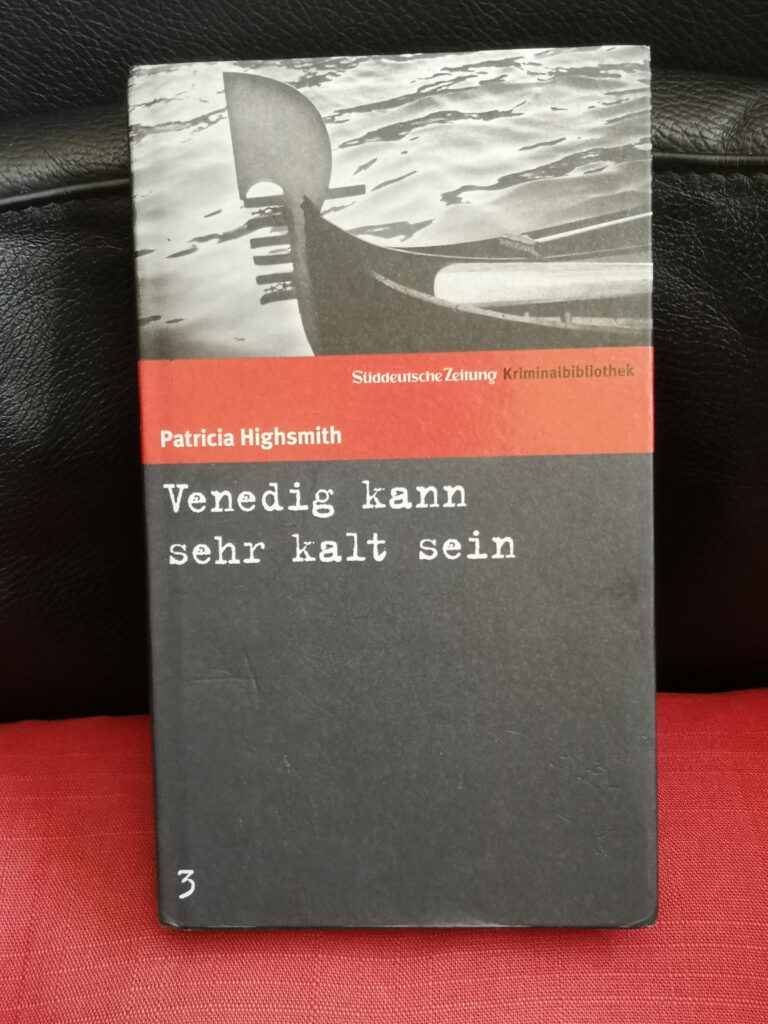 Süddeutsche Zeitung Kriminalbibliothek
Patricia Highsmith
Venedig kann
sehr kalt sein
3